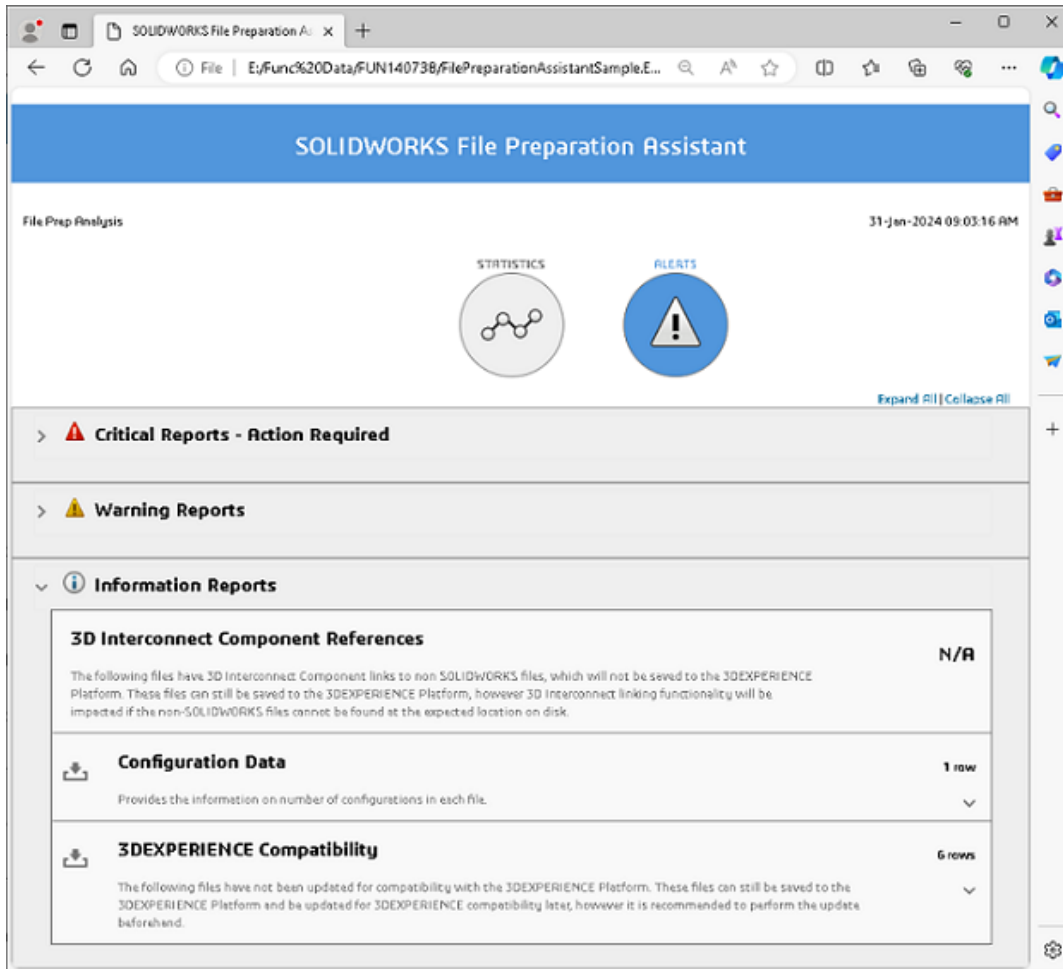 SOLIDWORKS File Preparation As
File | E:/Func%20Data/FUN140738/FilePreparationAssistantSample.E...
SOLIDWORKS File Preparation Assistant
File Prep Analysis
31-Jan-2024 09:03:16 AM
STATISTICS
ALERTS
Expand All | Collapse All
Critical Reports - Action Required
Warning Reports
Information Reports
3D Interconnect Component References
N/A
The following files have 3D Interconnect Component links to non SOLIDWORKS files, which will not be saved to the 3DEXPERIENCE
Platform. These files can still be saved to the 3DEXPERIENCE Platform, however 3D Interconnect linking functionality will be
impacted if the non-SOLIDWORKS files cannot be found at the expected location on disk.
Configuration Data
1 row
Provides the information on number of configurations in each file.
3DEXPERIENCE Compatibility
6 rows
The following files have not been updated for compatibility with the 3DEXPERIENCE Platform. These files can still be saved to the
3DEXPERIENCE Platform and be updated for 3DEXPERIENCE compatibility later, however it is recommended to perform the update
beforehand.